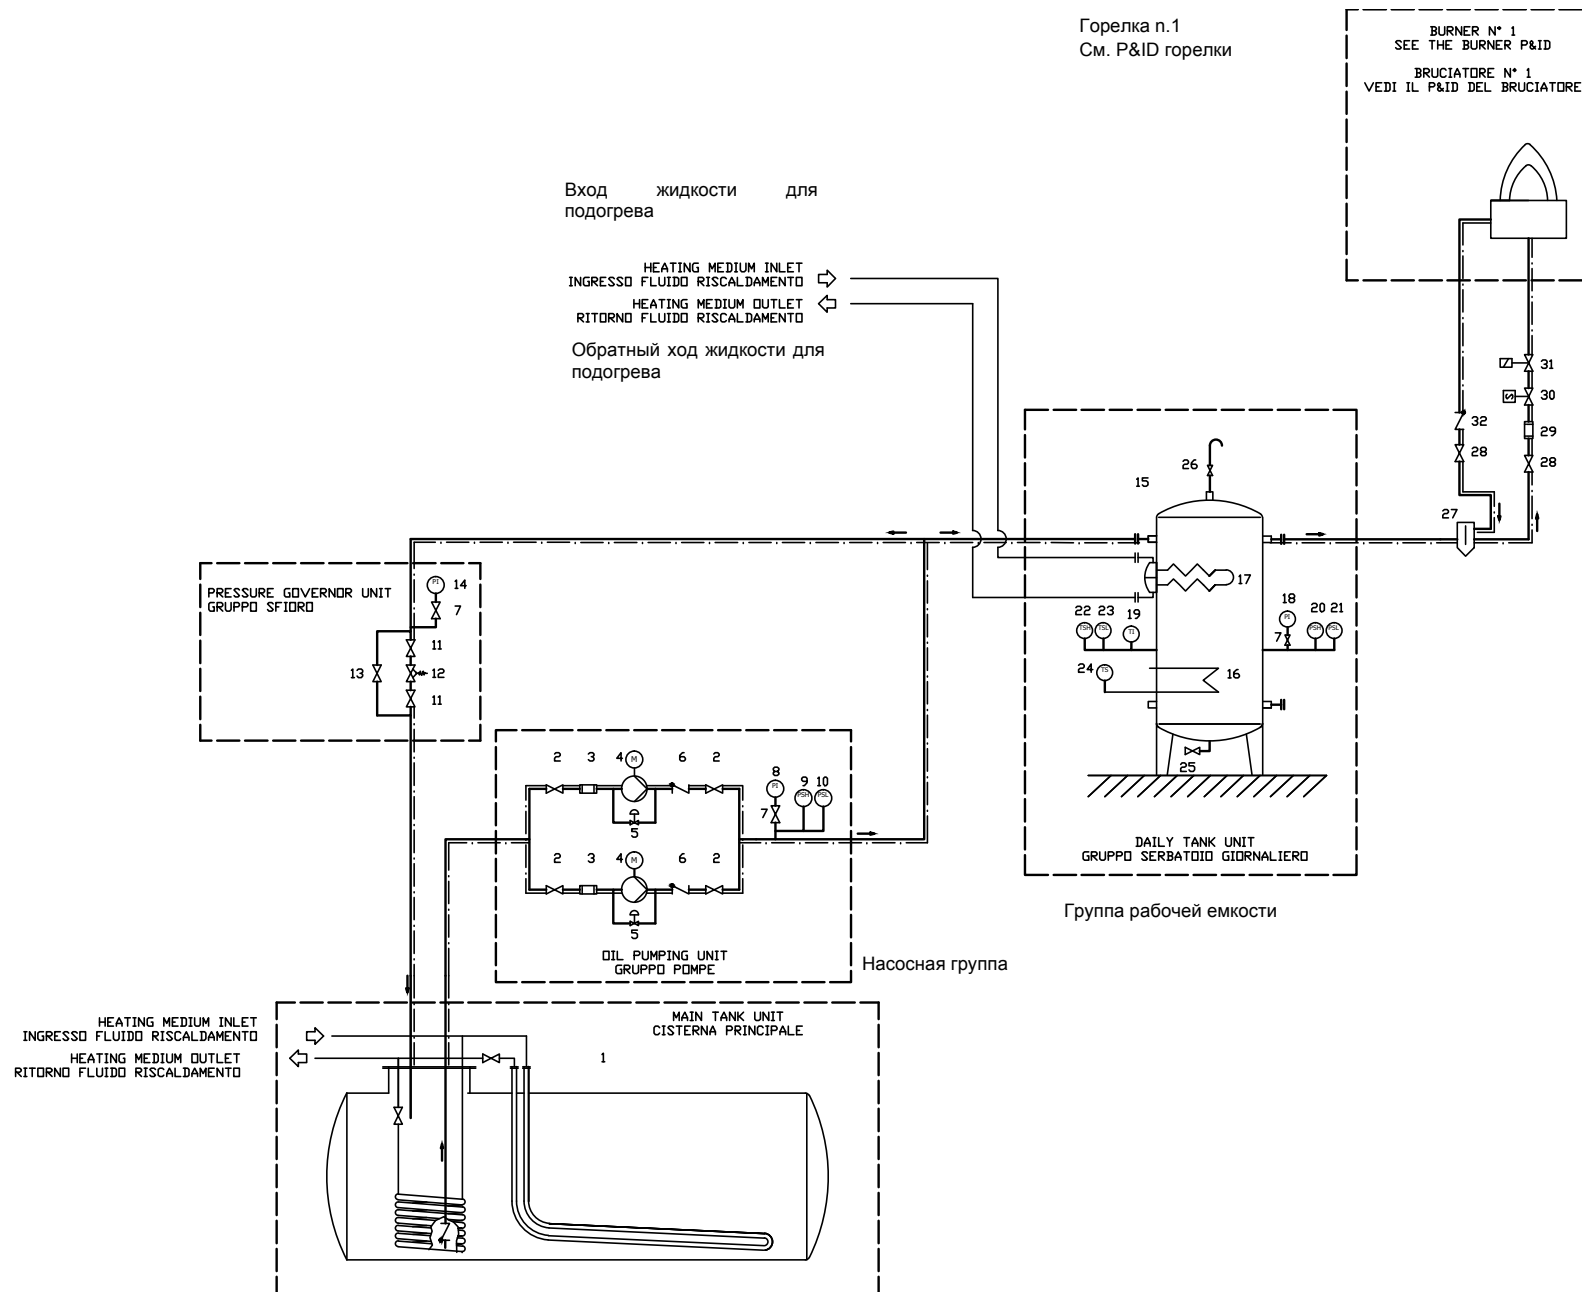 Горелка n.1
См. P&ID горелки
BURNER N° 1
SEE THE BURNER P&ID
BRUCIATORE N° 1
VEDI IL P&ID DEL BRUCIATORE
Вход жидкости для
подогрева
HEATING MEDIUM INLET
INGRESSO FLUIDO RISCALDAMENTO
HEATING MEDIUM OUTLET
RITORNO FLUIDO RISCALDAMENTO
Обратный ход жидкости для
подогрева
31
30
32
29
28
28
27
26
15
17
22 23 19
TSH TSL TI
18 20 21
PI PSH PSL
7
24
TS
16
25
DAILY TANK UNIT
GRUPPO SERBATOIO GIORNALIERO
Группа рабочей емкости
PRESSURE GOVERNOR UNIT
GRUPPO SFIORO
PI 14
7
11
13
12
11
2 3 4 M 6 2
5
8 9 10
PI PSH PSL
7
2 3 4 M 6 2
5
OIL PUMPING UNIT
GRUPPO POMPE
Насосная группа
MAIN TANK UNIT
CISTERNA PRINCIPALE
HEATING MEDIUM INLET
INGRESSO FLUIDO RISCALDAMENTO
HEATING MEDIUM OUTLET
RITORNO FLUIDO RISCALDAMENTO
1